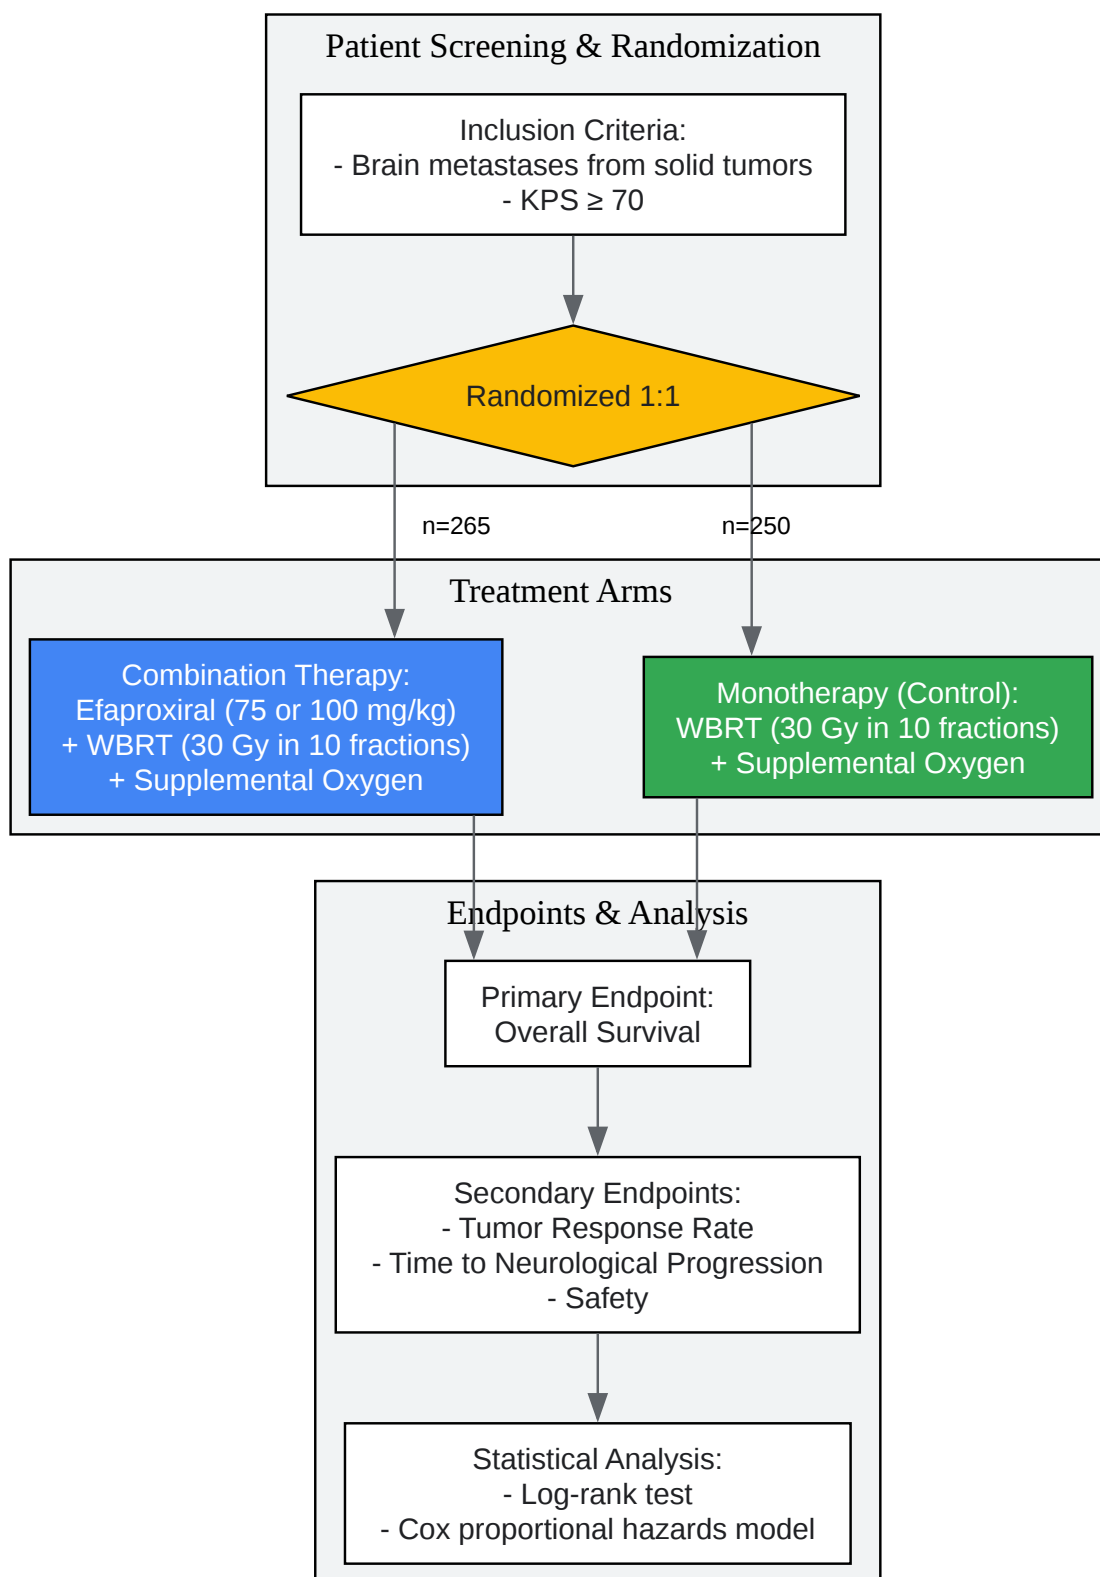 Patient Screening & Randomization
Inclusion Criteria:
- Brain metastases from solid tumors
- KPS ≥ 70
Randomized 1:1
n=265
n=250
Treatment Arms
Combination Therapy:
Efaproxiral (75 or 100 mg/kg)
+ WBRT (30 Gy in 10 fractions)
+ Supplemental Oxygen
Monotherapy (Control):
WBRT (30 Gy in 10 fractions)
+ Supplemental Oxygen
Endpoints & Analysis
Primary Endpoint:
Overall Survival
Secondary Endpoints:
- Tumor Response Rate
- Time to Neurological Progression
- Safety
Statistical Analysis:
- Log-rank test
- Cox proportional hazards model